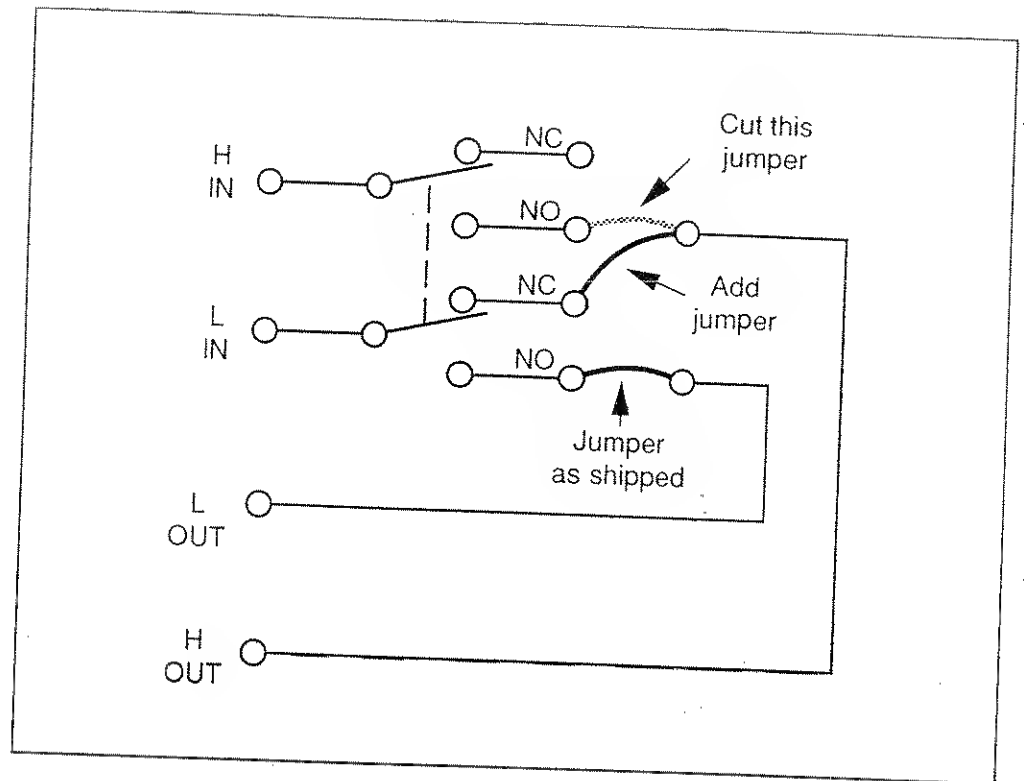 H
IN
NC
Cut this
jumper
NO
NC
Add
jumper
L
IN
NO
Jumper
as shipped
L
OUT
H
OUT